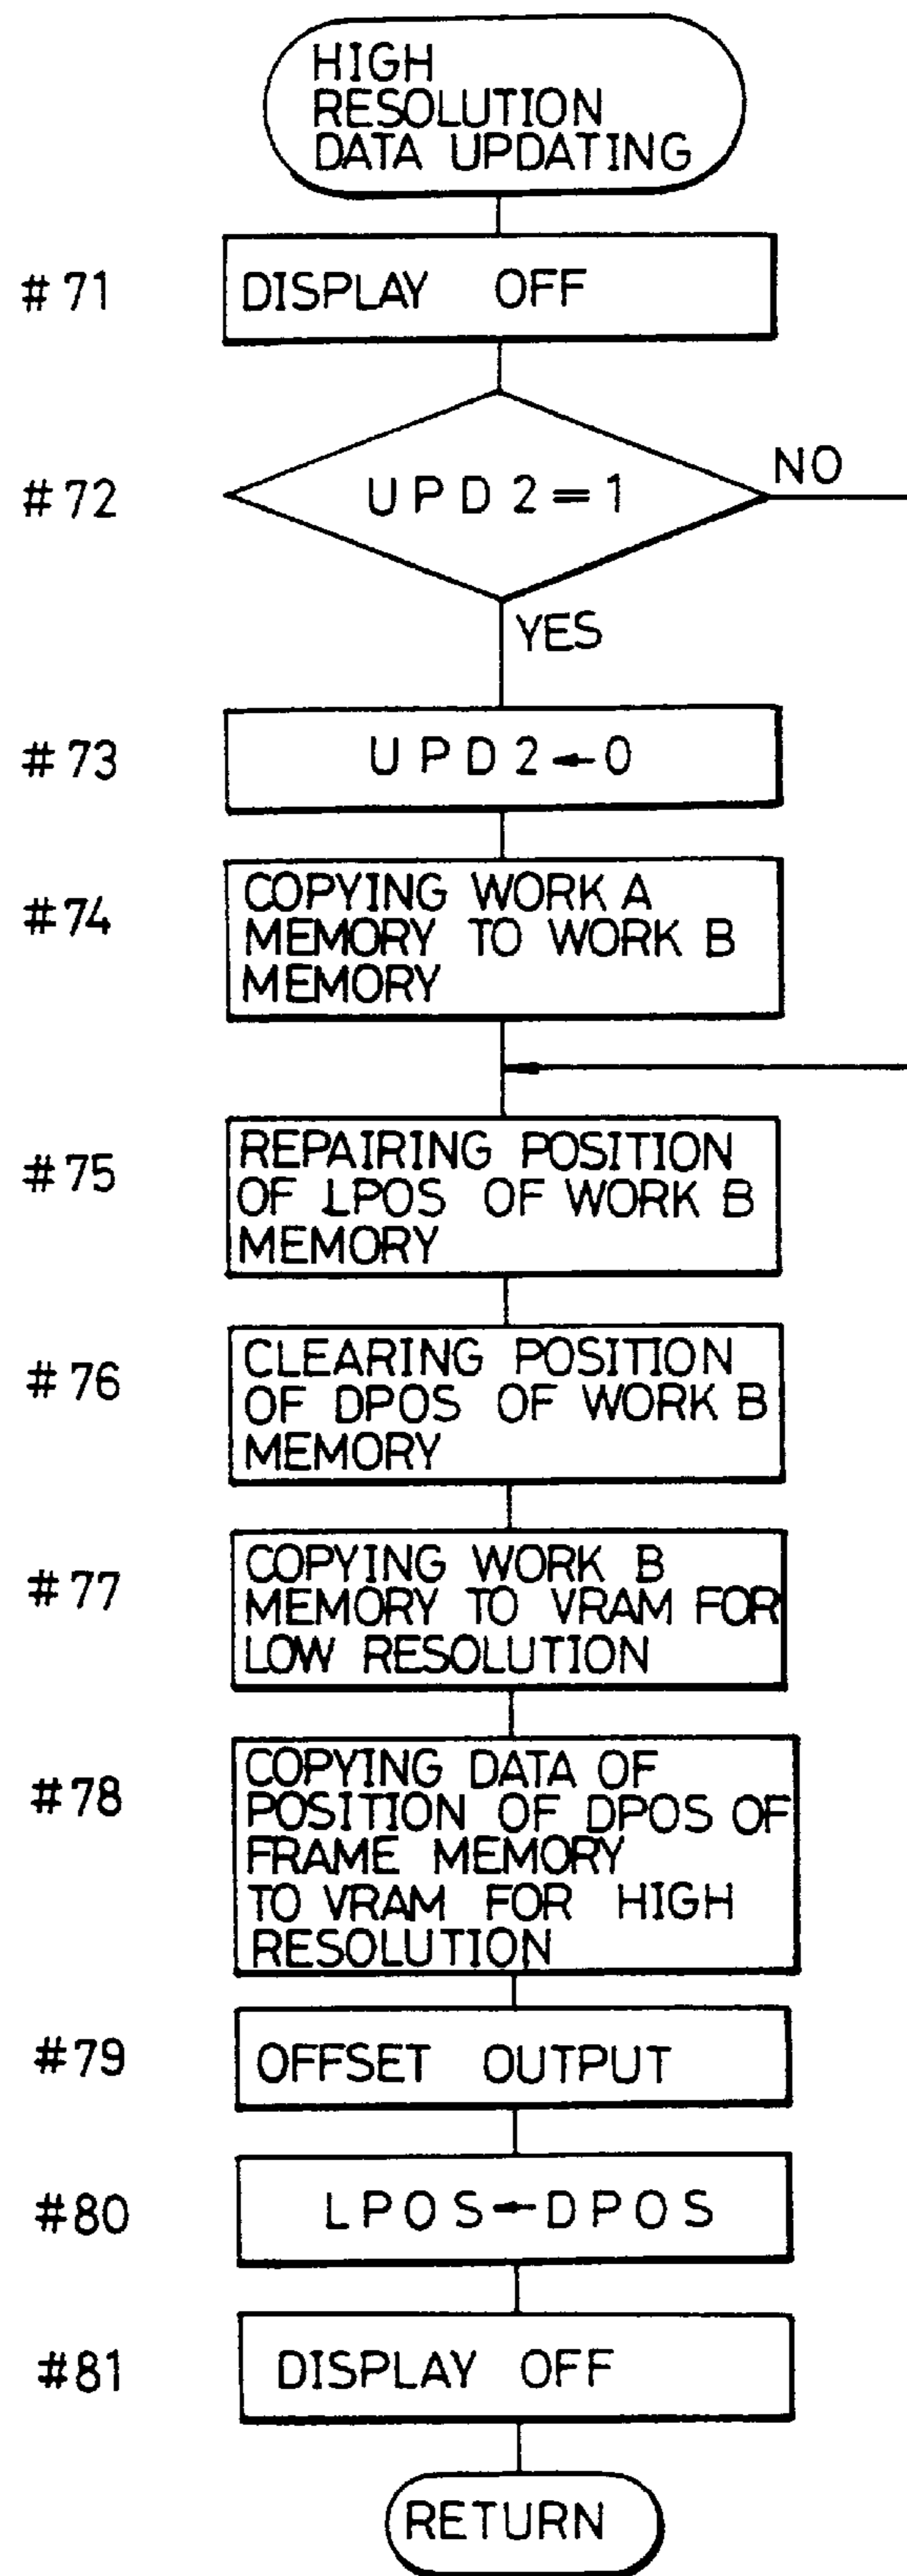 HIGH
RESOLUTION
DATA UPDATING
#71
DISPLAY OFF
#72
UPD2=1
NO
YES
#73
UPD2←0
#74
COPYING WORK A
MEMORY TO WORK B
MEMORY
#75
REPAIRING POSITION
OF LPOS OF WORK B
MEMORY
#76
CLEARING POSITION
OF DPOS OF WORK B
MEMORY
#77
COPYING WORK B
MEMORY TO VRAM FOR
LOW RESOLUTION
#78
COPYING DATA OF
POSITION OF DPOS OF
FRAME MEMORY
TO VRAM FOR HIGH
RESOLUTION
#79
OFFSET OUTPUT
#80
LPOS←DPOS
#81
DISPLAY OFF
RETURN